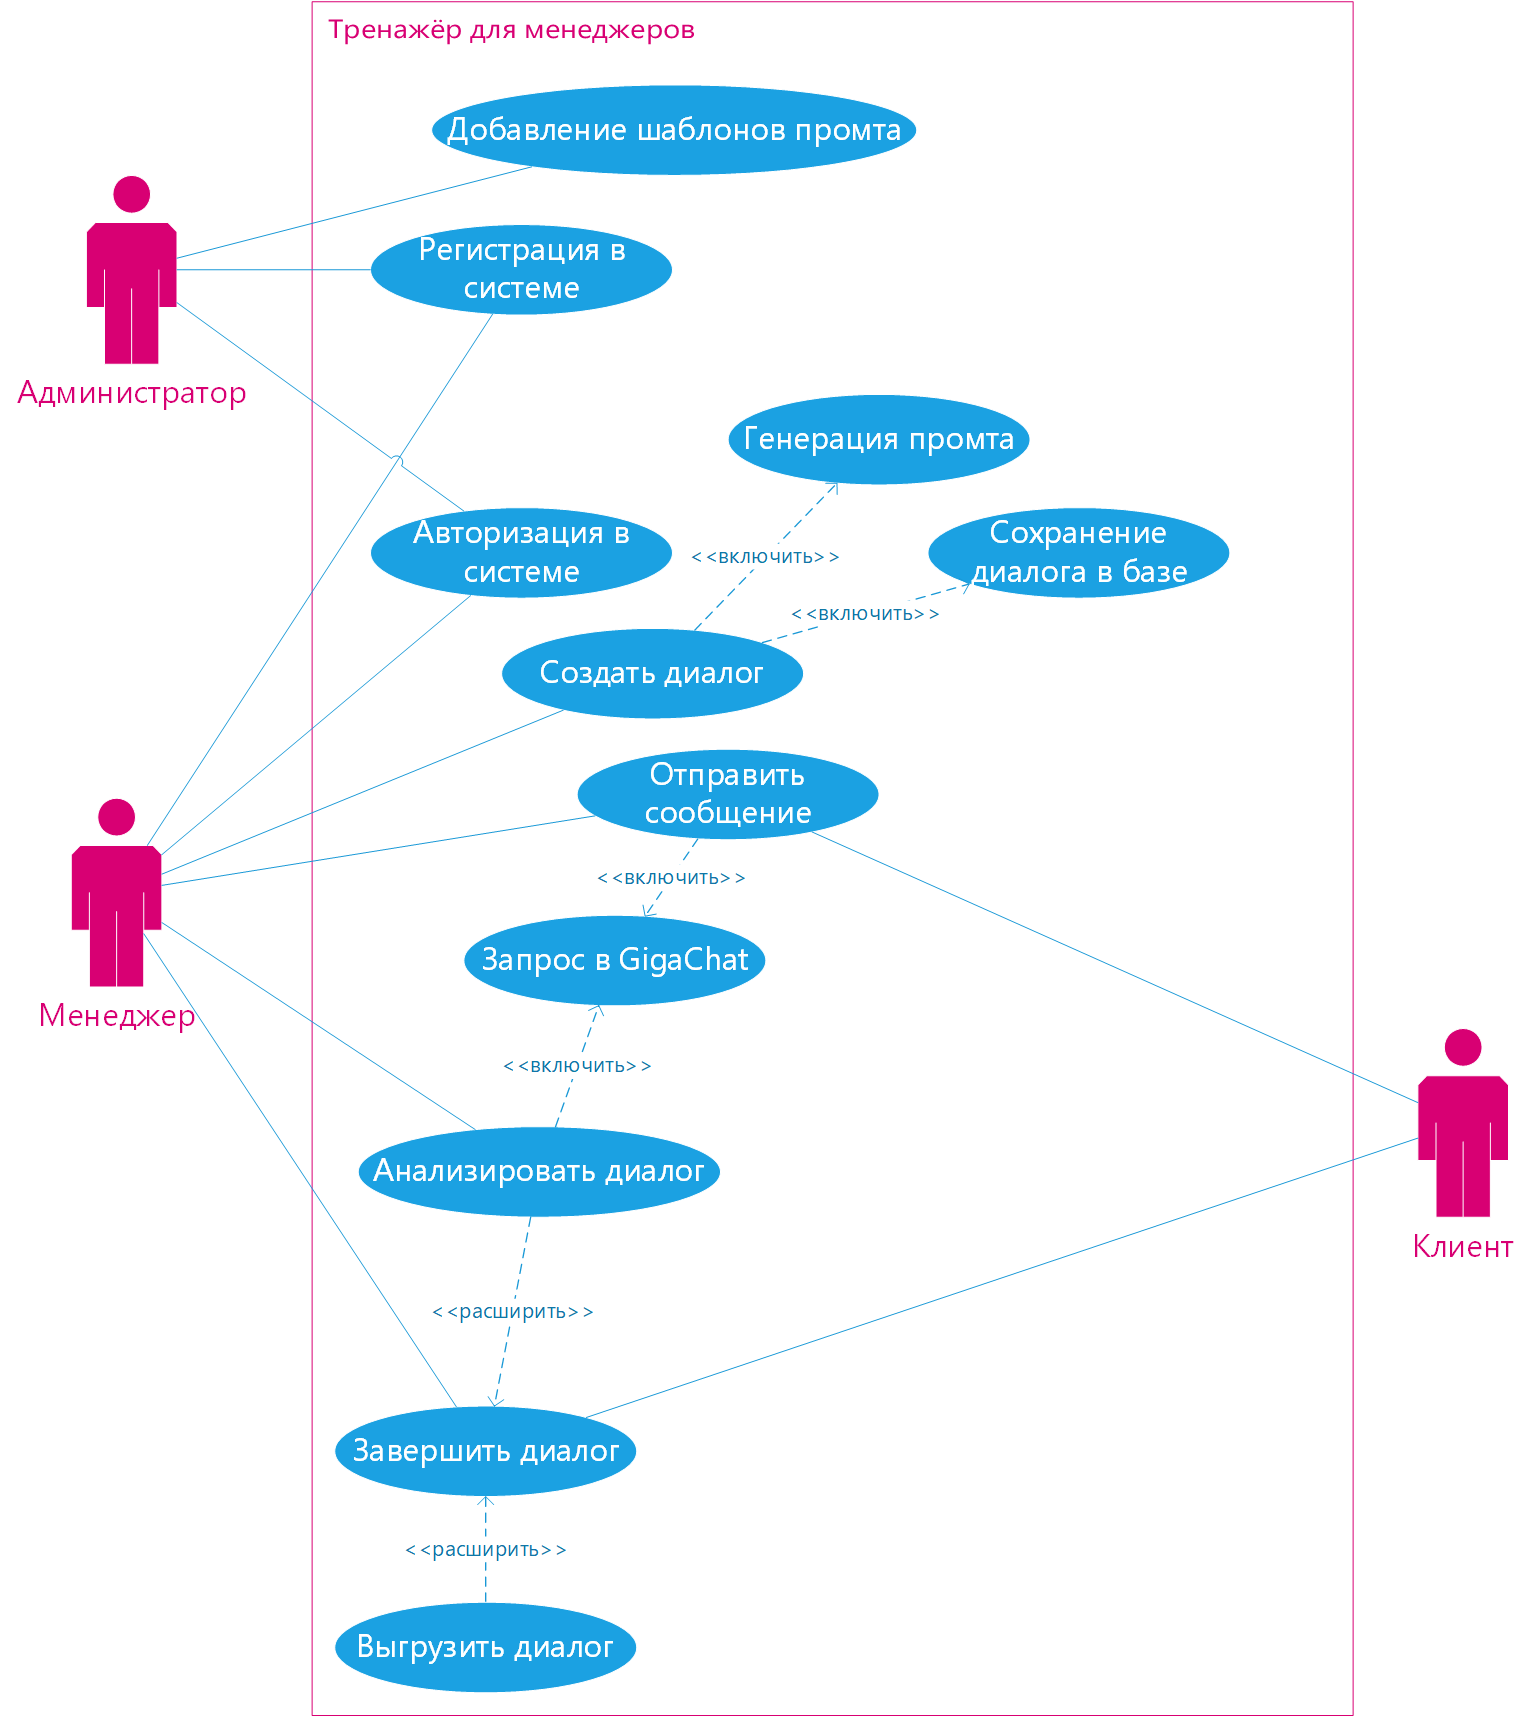 Тренажёр для менеджеров
Добавление шаблонов промта
Регистрация в
системе
Администратор
Генерация промта
Авторизация в
системе
Сохранение
диалога в базе
<<включить>>
<<включить>>
Создать диалог
Отправить
сообщение
<<включить>>
Запрос в GigaChat
Менеджер
<<включить>>
Анализировать диалог
Клиент
<<расширить>>
Завершить диалог
<<расширить>>
Выгрузить диалог